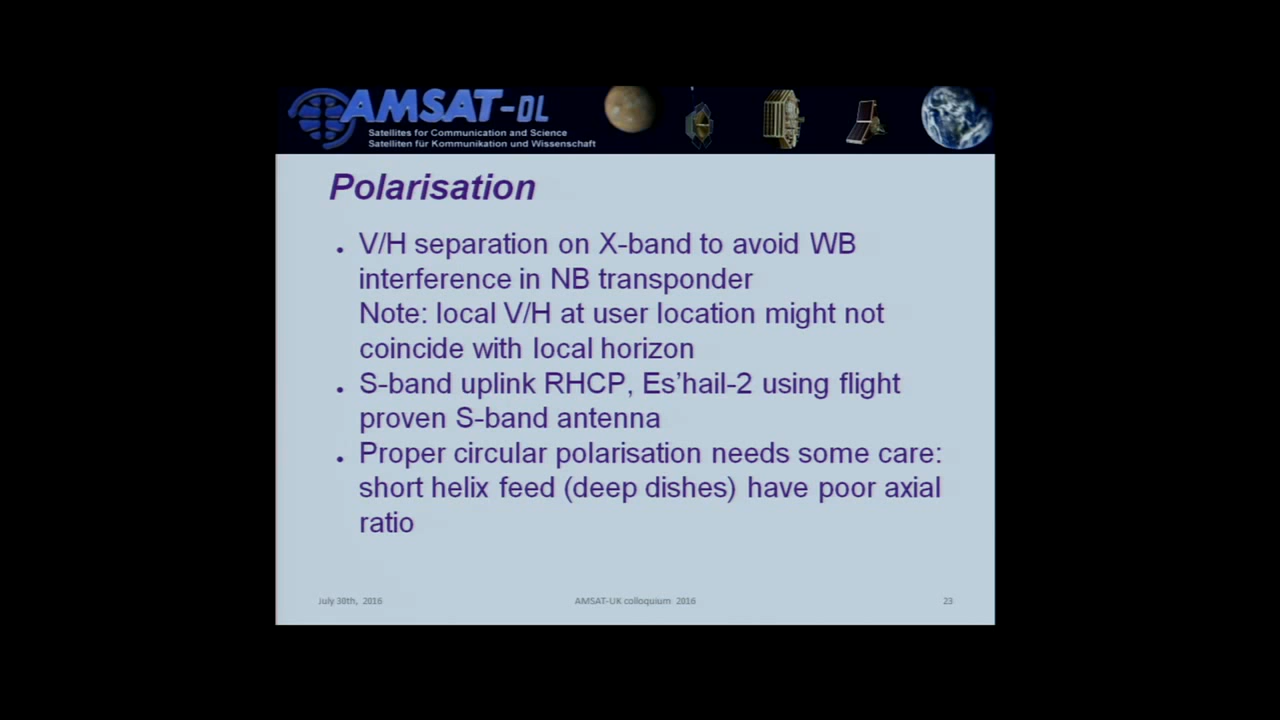 AMSAT-DL
Satellites for Communication and Science
Satelliten für Kommunikation und Wissenschaft
Polarisation
. V/H separation on X-band to avoid WB
interference in NB transponder
Note: local V/H at user location might not
coincide with local horizon
. S-band uplink RHCP, Es’hail-2 using flight
proven S-band antenna
. Proper circular polarisation needs some care:
short helix feed (deep dishes) have poor axial
ratio
July 30th, 2016 AMSAT-UK colloquium 2016 23